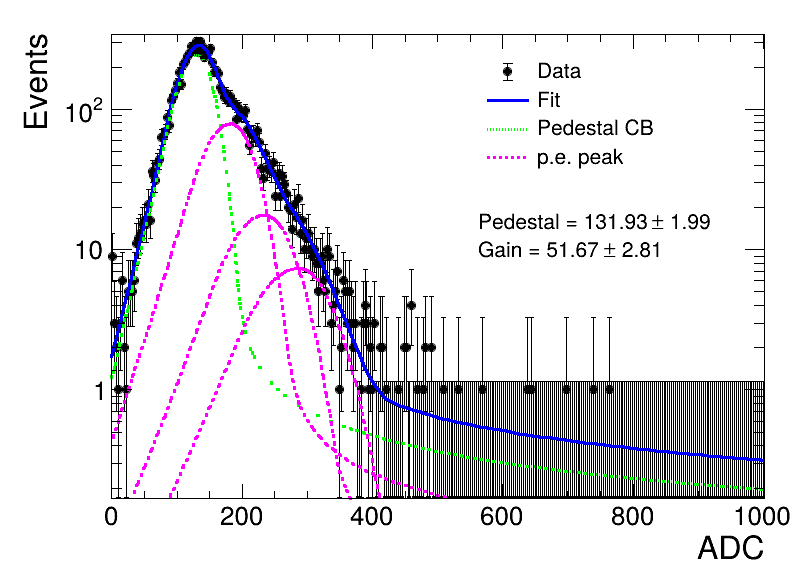 Events
10²
10
1
Data
Fit
Pedestal CB
p.e. peak
Pedestal = 131.93 ± 1.99
Gain = 51.67 ± 2.81
0 200 400 600 800 1000
ADC